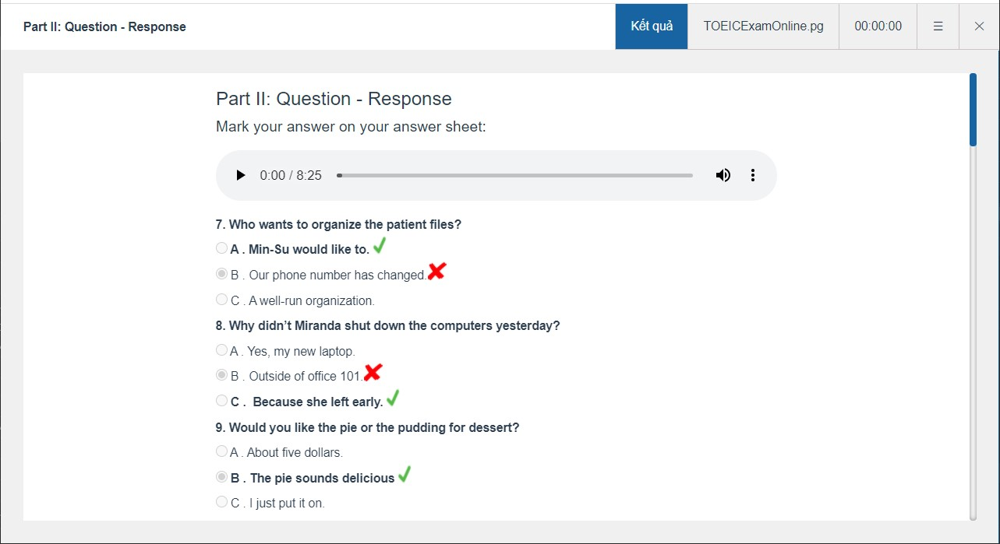 Part II: Question - Response
Kết quả
TOEICExamOnline.pg
00:00:00
Part II: Question - Response
Mark your answer on your answer sheet:
0:00 / 8:25
7. Who wants to organize the patient files?
A . Min-Su would like to.
B . Our phone number has changed.
C . A well-run organization.
8. Why didn’t Miranda shut down the computers yesterday?
A . Yes, my new laptop.
B . Outside of office 101.
C . Because she left early.
9. Would you like the pie or the pudding for dessert?
A . About five dollars.
B . The pie sounds delicious
C . I just put it on.